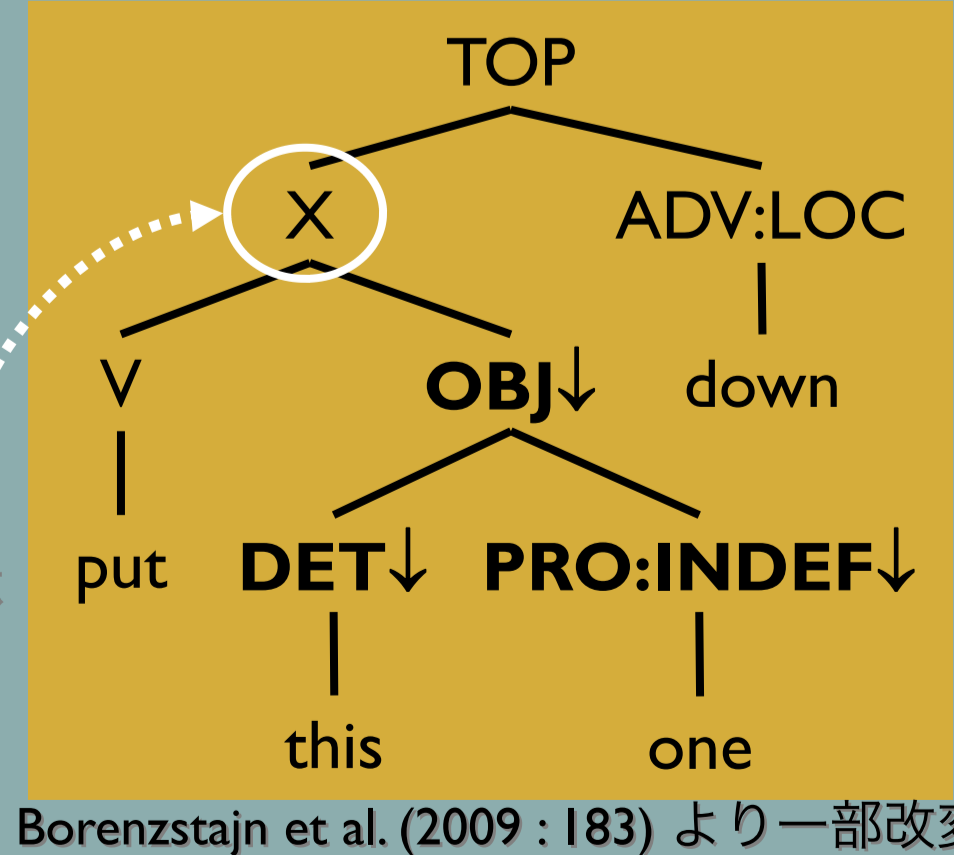 TOP
X ADV:LOC
V OBJ↓ down
put DET↓ PRO:INDEF↓
this one
Borenzstajn et al. (2009 : 183) より一部改変